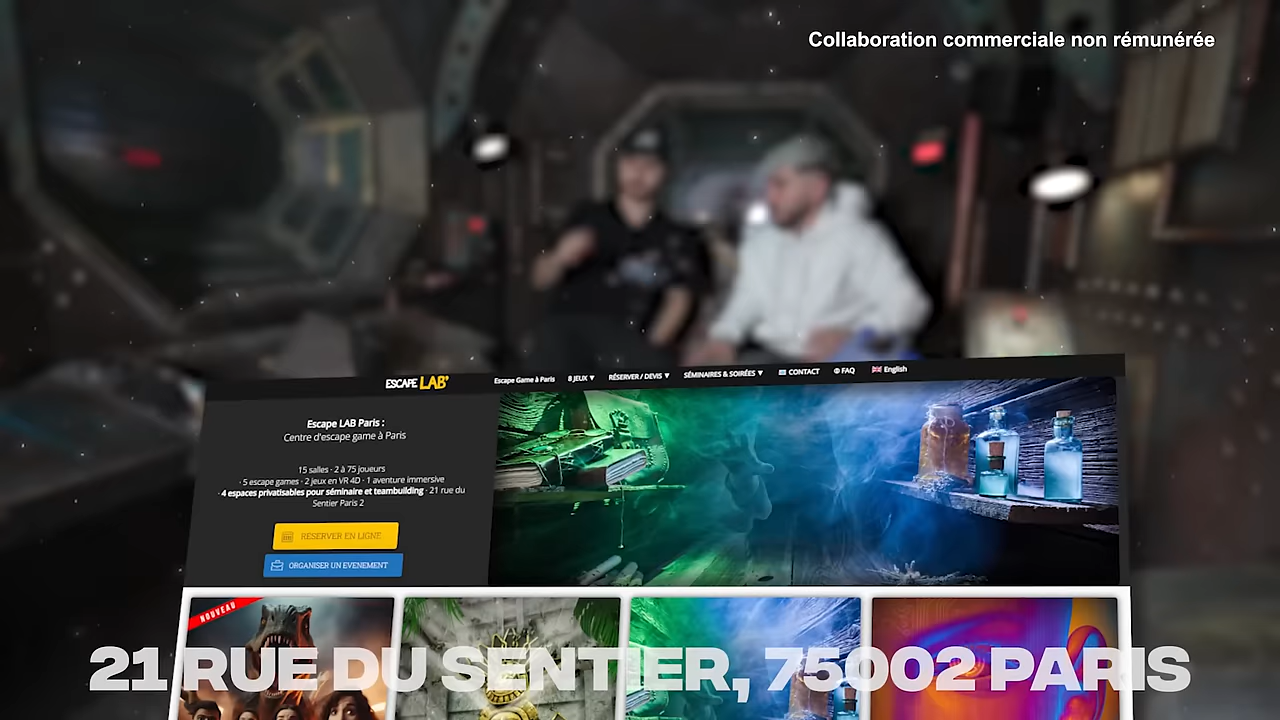 Collaboration commerciale non rémunérée
ESCAPE LAB'
Escape Game à Paris
8 JEUX ▼
RÉSERVER / DEVIS ▼
SÉMINAIRES & SOIRÉES ▼
CONTACT
FAQ
English
Escape LAB Paris :
Centre d'escape game à Paris
15 salles · 2 à 75 joueurs
· 5 escape games · 2 jeux en VR 4D · 1 aventure immersive
· 4 espaces privatisables pour séminaire et teambuilding · 21 rue du
Sentier Paris 2
RESERVER EN LIGNE
ORGANISER UN EVENEMENT
NOUVEAU
21 RUE DU SENTIER, 75002 PARIS